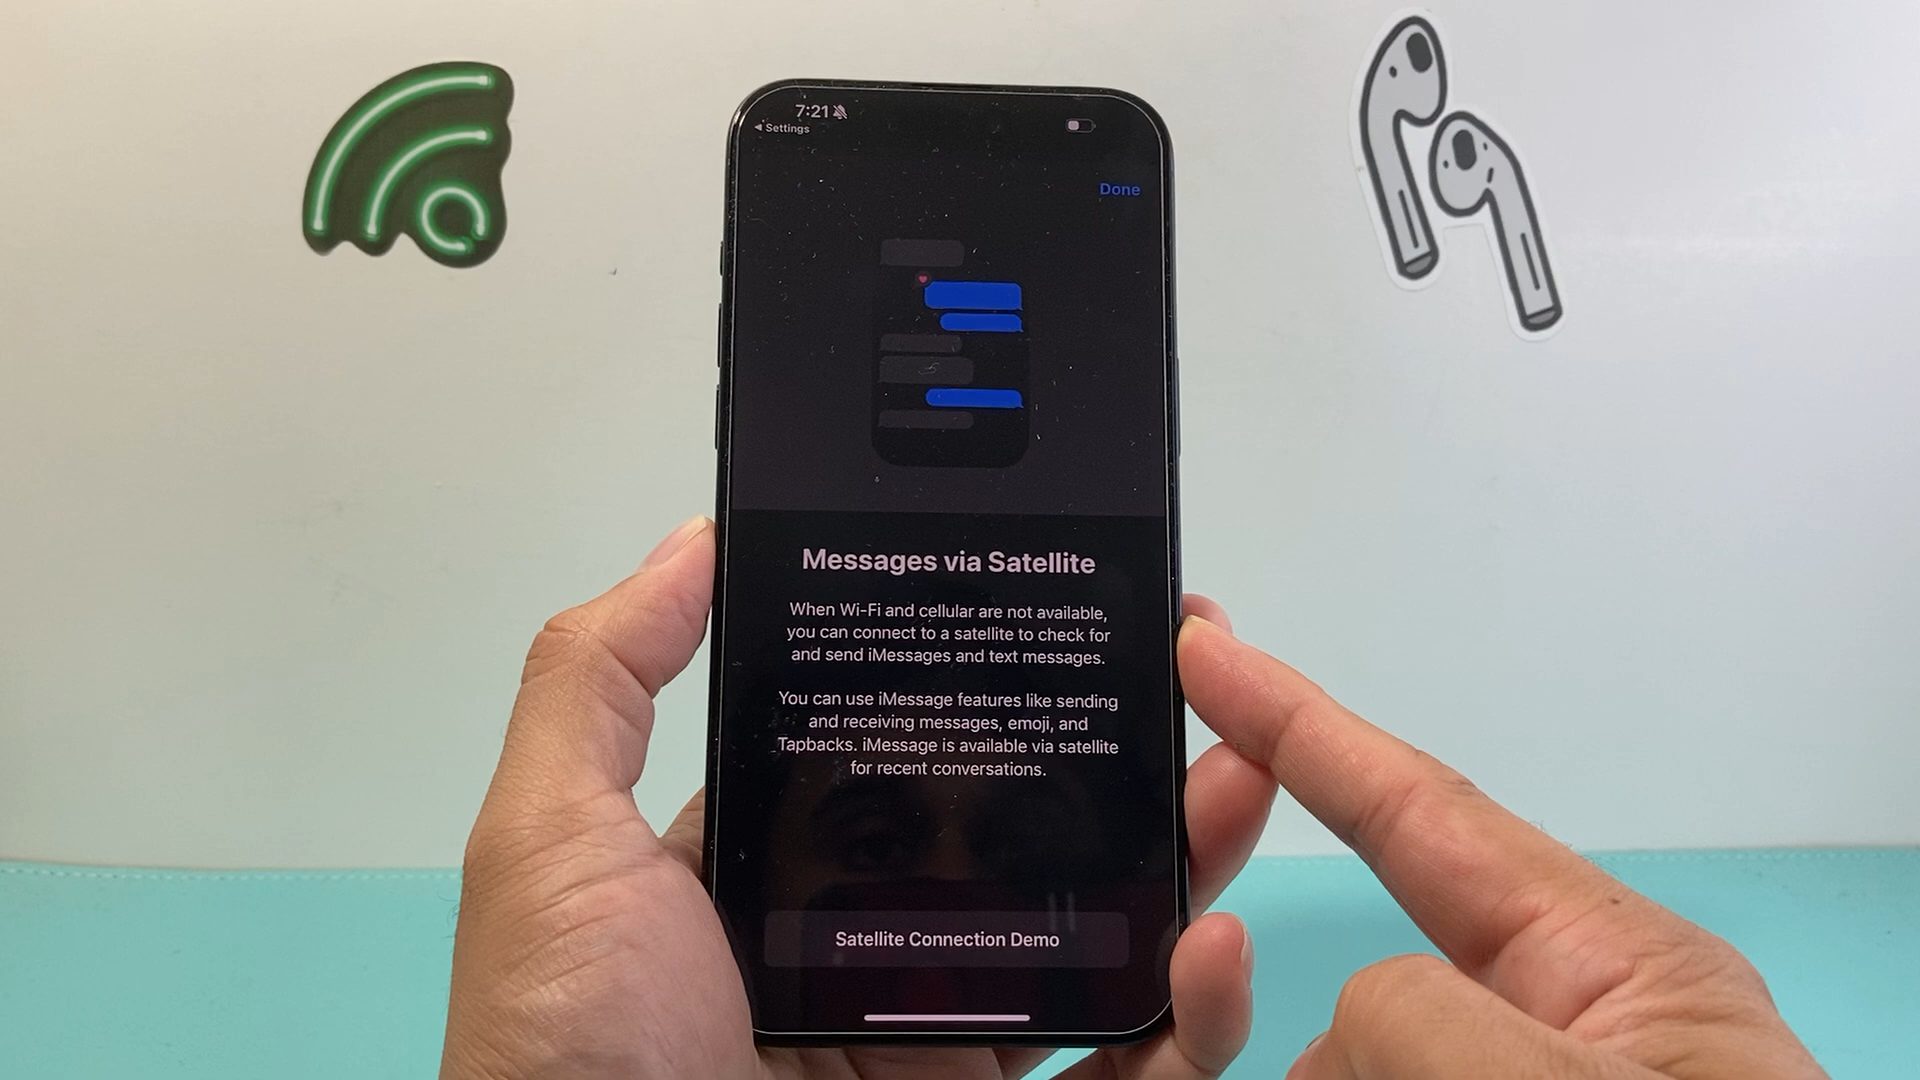 7:21
◀ Settings
Done
Messages via Satellite
When Wi-Fi and cellular are not available,
you can connect to a satellite to check for
and send iMessages and text messages.
You can use iMessage features like sending
and receiving messages, emoji, and
Tapbacks. iMessage is available via satellite
for recent conversations.
Satellite Connection Demo